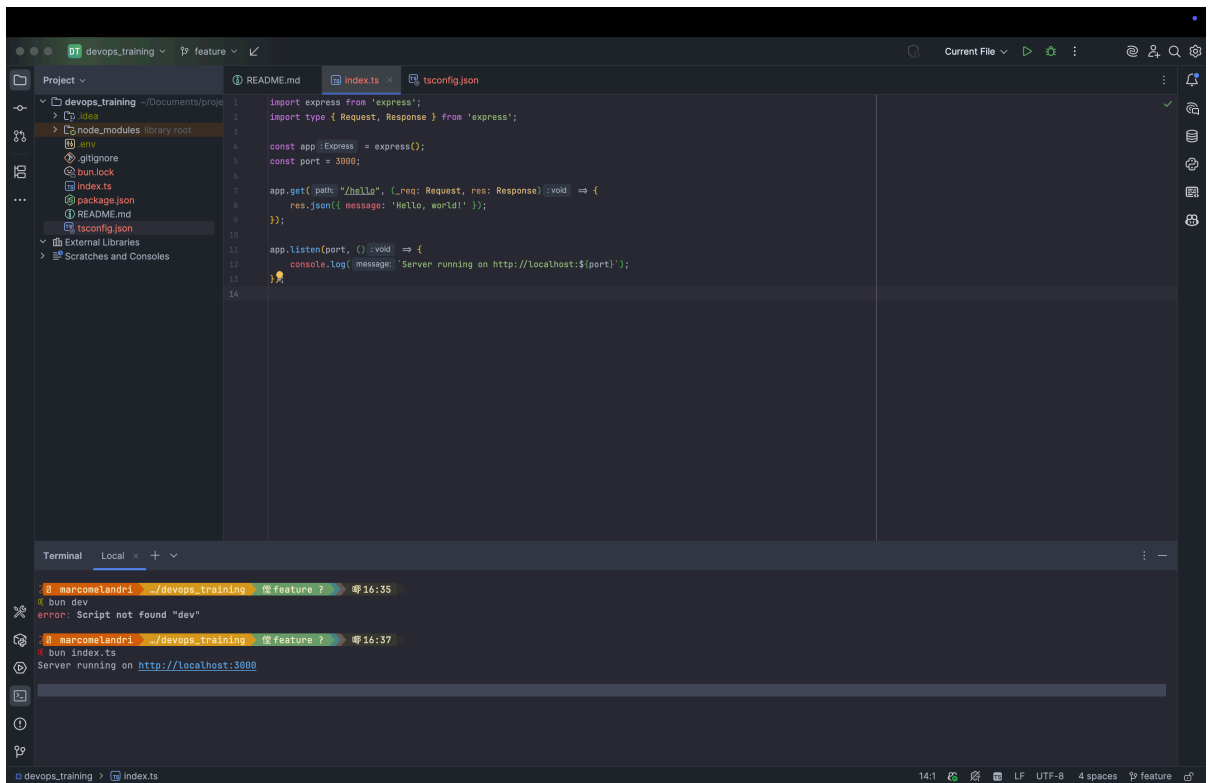 DT devops_training feature Current File
Project
README.md index.ts tsconfig.json
devops_training ~/Documents/proje
.idea
node_modules library root
.env
.gitignore
bun.lock
index.ts
package.json
README.md
tsconfig.json
External Libraries
Scratches and Consoles
1 import express from 'express';
2 import type { Request, Response } from 'express';
3
4 const app : Express = express();
5 const port = 3000;
6
7 app.get( path: "/hello", (_req: Request, res: Response) : void ⇒ {
8 res.json({ message: 'Hello, world!' });
9 });
10
11 app.listen(port, () : void ⇒ {
12 console.log( message: `Server running on http://localhost:${port}`);
13 });
14
Terminal Local
marcomelandri …/devops_training feature ? 16:35
bun dev
error: Script not found "dev"
marcomelandri …/devops_training feature ? 16:37
bun index.ts
Server running on http://localhost:3000
devops_training > index.ts 14:1 LF UTF-8 4 spaces feature